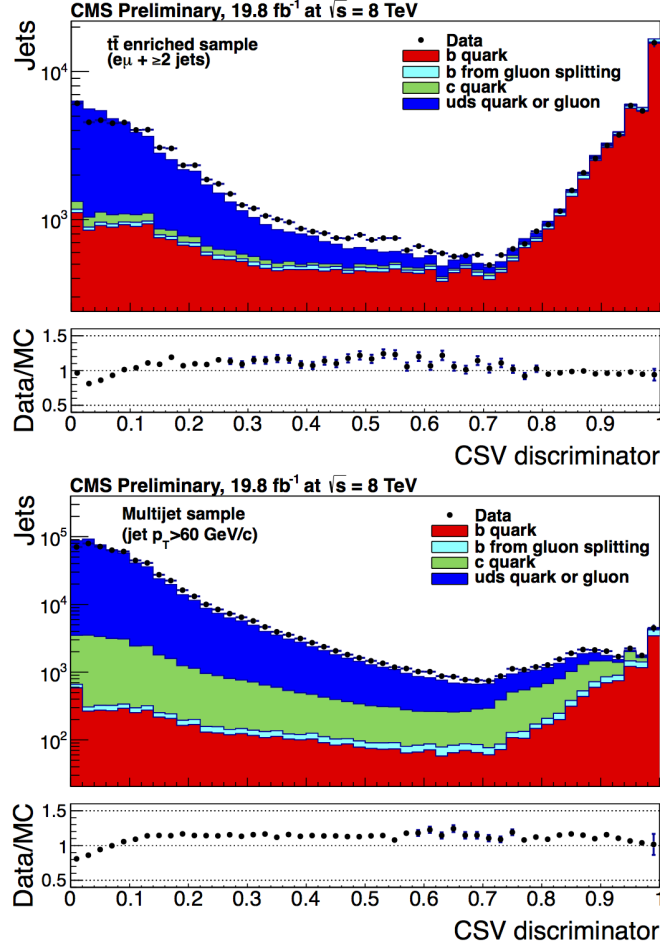 CMS Preliminary, 19.8 fb⁻¹ at √s = 8 TeV
Jets
tt̄ enriched sample
(eμ + ≥2 jets)
Data
b quark
b from gluon splitting
c quark
uds quark or gluon
10⁴
10³
Data/MC
1.5
1
0.5
0 0.1 0.2 0.3 0.4 0.5 0.6 0.7 0.8 0.9 1
CSV discriminator
CMS Preliminary, 19.8 fb⁻¹ at √s = 8 TeV
Jets
Multijet sample
(jet p_T>60 GeV/c)
Data
b quark
b from gluon splitting
c quark
uds quark or gluon
10⁵
10⁴
10³
10²
Data/MC
1.5
1
0.5
0 0.1 0.2 0.3 0.4 0.5 0.6 0.7 0.8 0.9 1
CSV discriminator